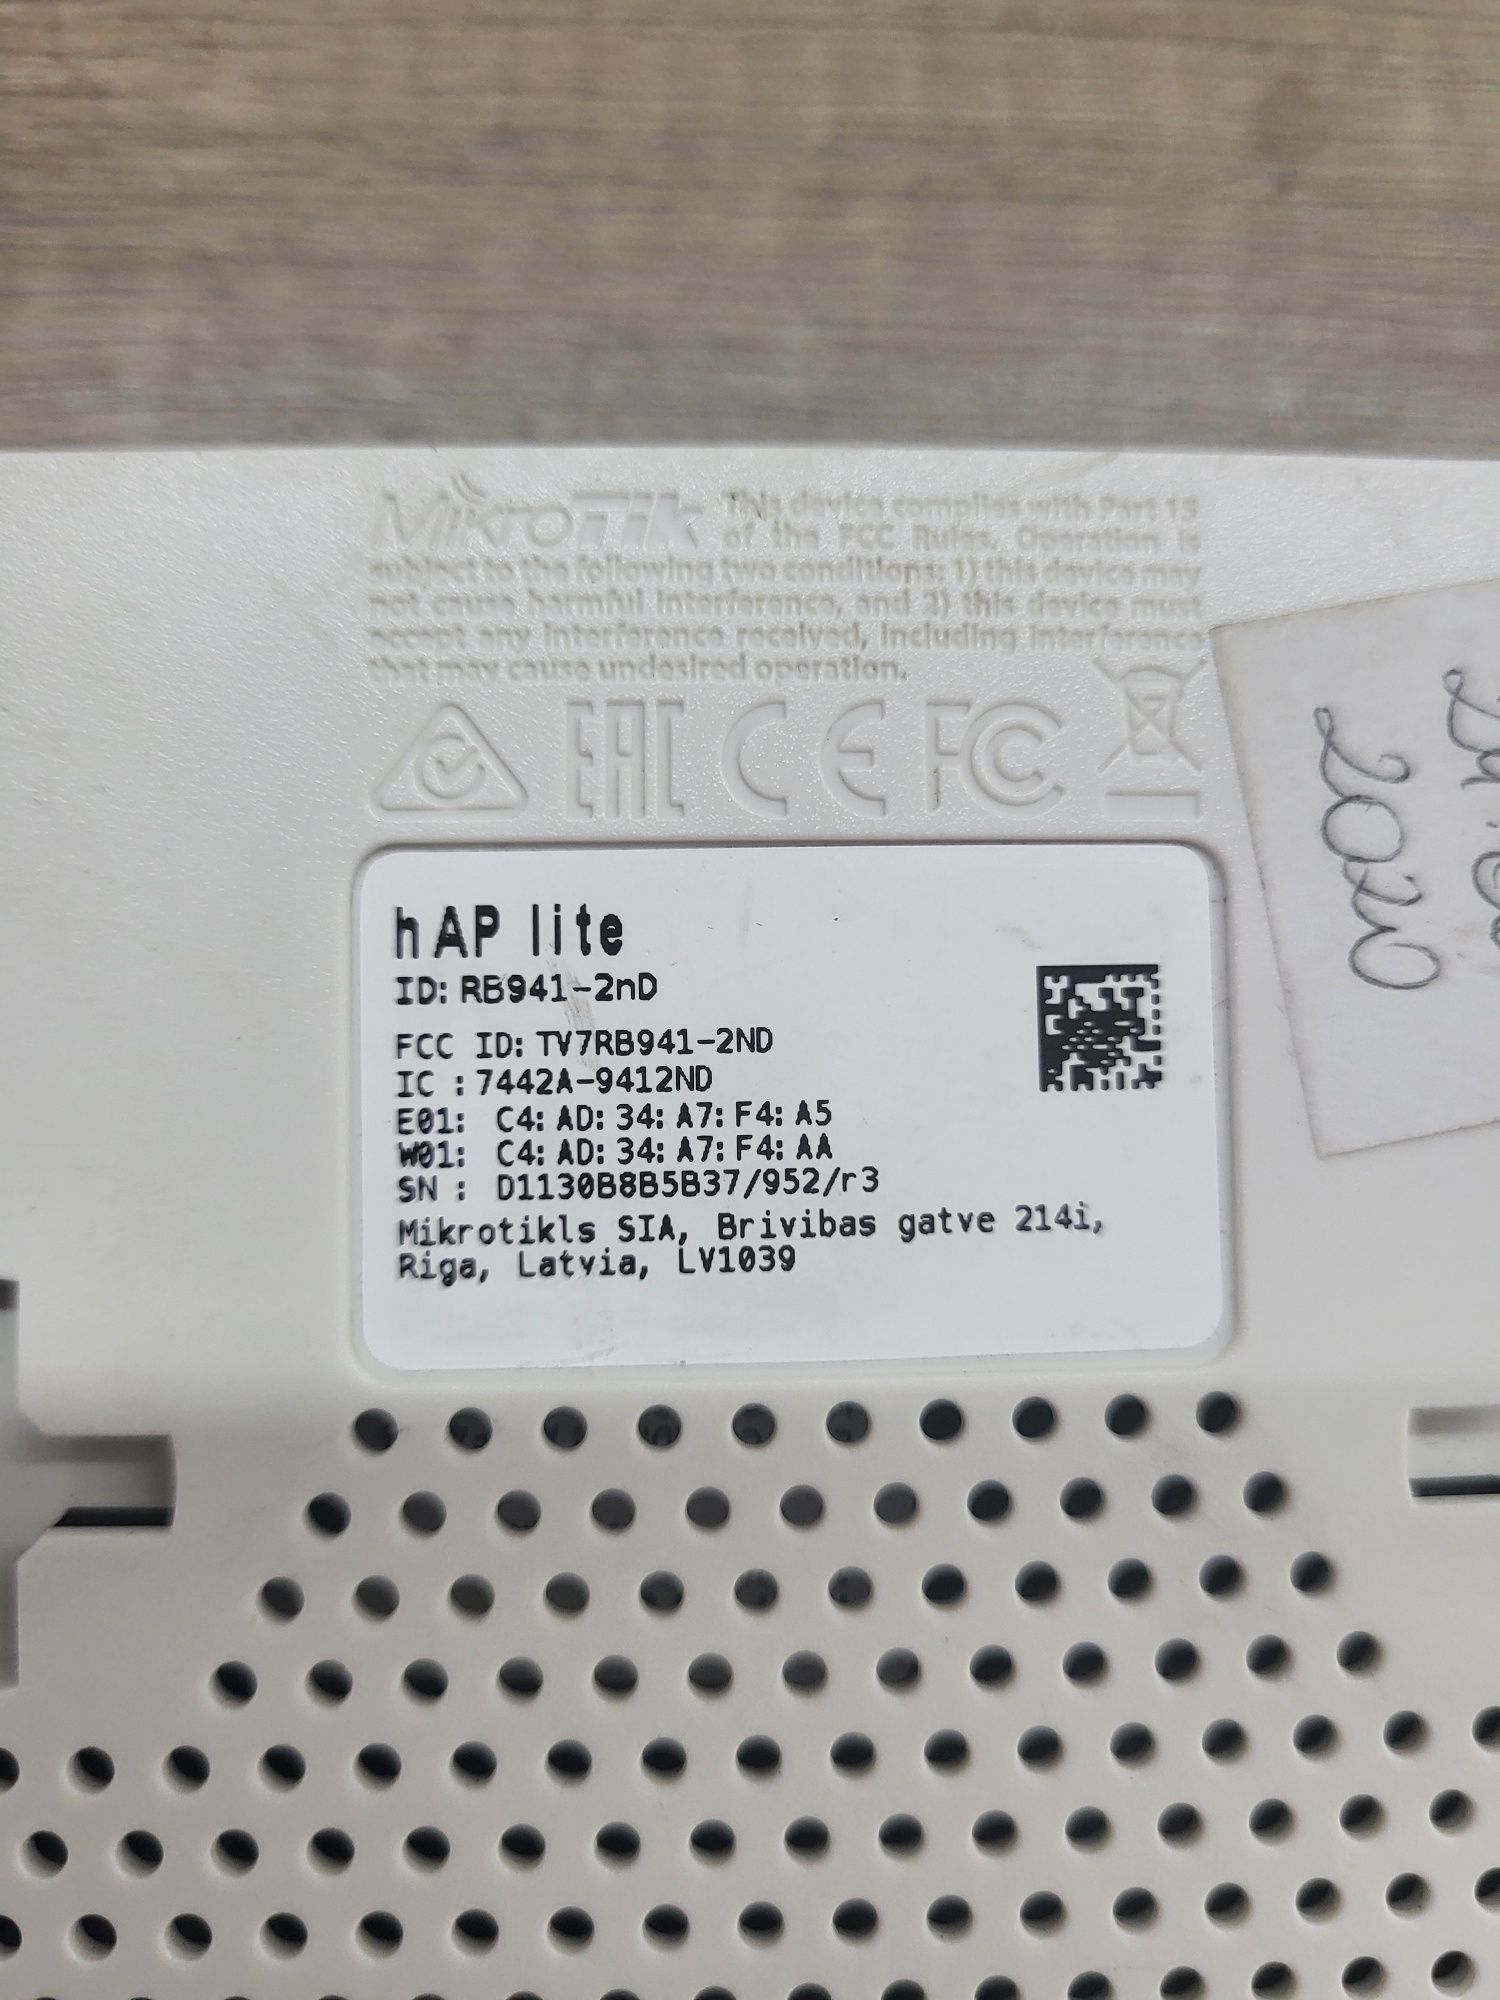 MikroTik This device complies with Part 15
of the FCC Rules. Operation is
subject to the following two conditions: 1) this device may
not cause harmful interference, and 2) this device must
accept any interference received, including interference
that may cause undesired operation.
EAC CE FC
hAP lite
ID: RB941-2nD
FCC ID: TV7RB941-2ND
IC : 7442A-9412ND
E01: C4:AD:34:A7:F4:A5
W01: C4:AD:34:A7:F4:AA
SN : D1130B8B5B37/952/r3
Mikrotikls SIA, Brivibas gatve 214i,
Riga, Latvia, LV1039